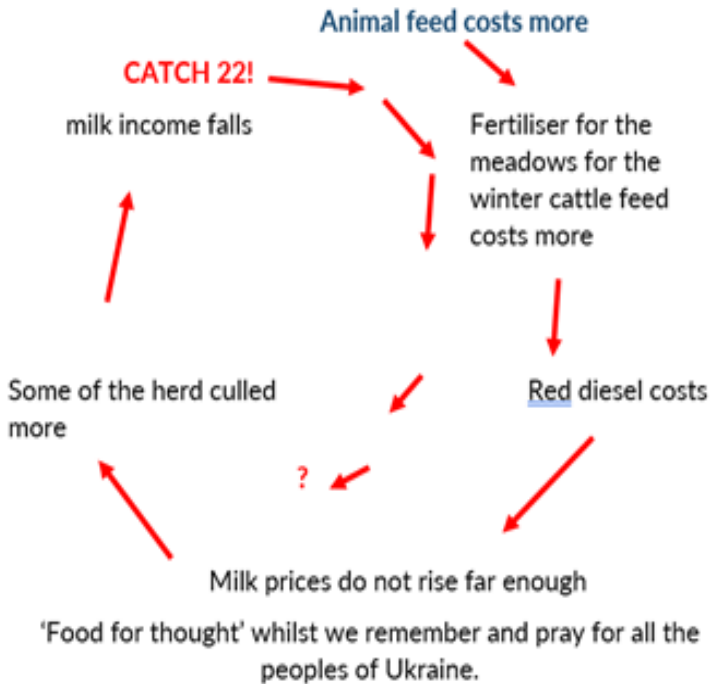 Animal feed costs more
CATCH 22!
milk income falls
Fertiliser for the
meadows for the
winter cattle feed
costs more
Some of the herd culled
more
Red diesel costs
?
Milk prices do not rise far enough
‘Food for thought’ whilst we remember and pray for all the
peoples of Ukraine.